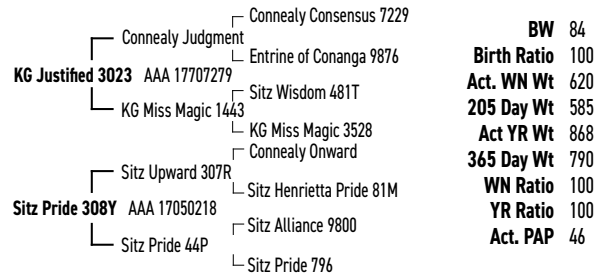 Connealy Consensus 7229
Connealy Judgment
Entrine of Conanga 9876
KG Justified 3023 AAA 17707279
Sitz Wisdom 481T
KG Miss Magic 1443
KG Miss Magic 3528
Connealy Onward
Sitz Upward 307R
Sitz Henrietta Pride 81M
Sitz Pride 308Y AAA 17050218
Sitz Alliance 9800
Sitz Pride 44P
Sitz Pride 796
BW 84
Birth Ratio 100
Act. WN Wt 620
205 Day Wt 585
Act YR Wt 868
365 Day Wt 790
WN Ratio 100
YR Ratio 100
Act. PAP 46